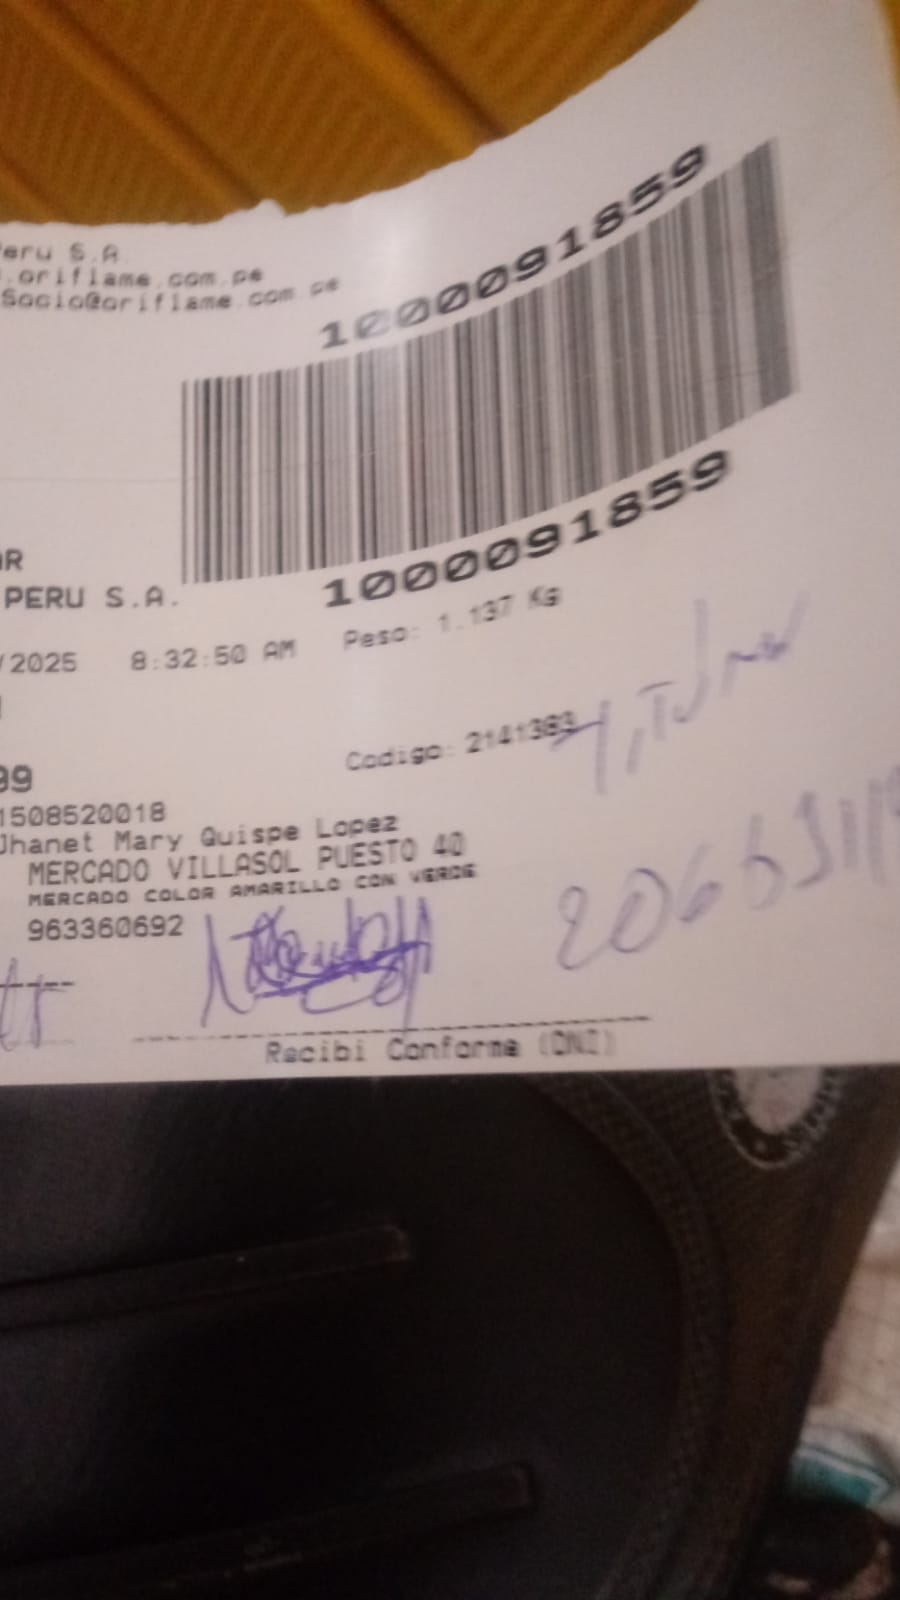 Peru S.A.
.oriflame.com.pe
Socio@oriflame.com.pe
1000091859
1000091859
PERU S.A.
/2025 8:32:50 AM Peso: 1.137 Kg
Codigo: 2141383
99
1508520018
Jhanet Mary Quispe Lopez
MERCADO VILLASOL PUESTO 40
MERCADO COLOR AMARILLO CON VERDE
963360692
Recibi Conforme (DNI)